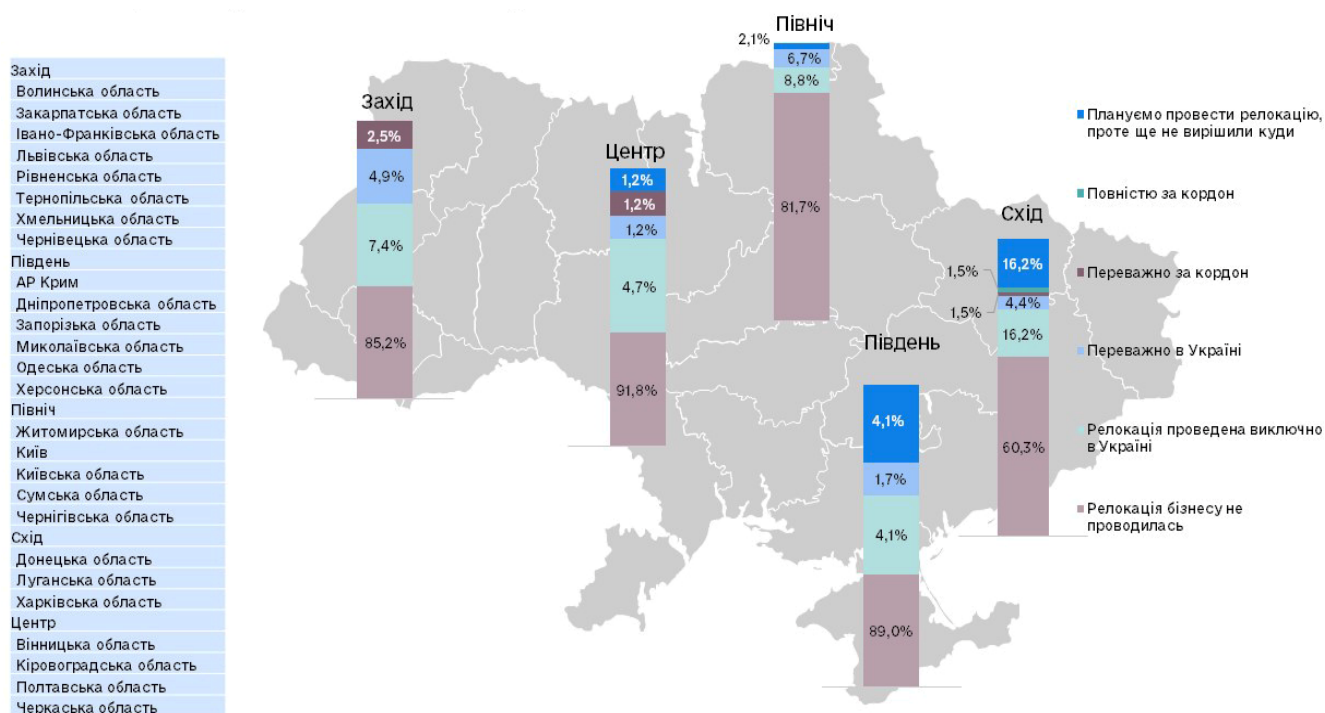 Захід
Волинська область
Закарпатська область
Івано-Франківська область
Львівська область
Рівненська область
Тернопільська область
Хмельницька область
Чернівецька область
Південь
АР Крим
Дніпропетровська область
Запорізька область
Миколаївська область
Одеська область
Херсонська область
Північ
Житомирська область
Київ
Київська область
Сумська область
Чернігівська область
Схід
Донецька область
Луганська область
Харківська область
Центр
Вінницька область
Кіровоградська область
Полтавська область
Черкаська область
Захід
2,5%
4,9%
7,4%
85,2%
Центр
1,2%
1,2%
1,2%
4,7%
91,8%
Північ
2,1%
6,7%
8,8%
81,7%
Південь
4,1%
1,7%
4,1%
89,0%
Схід
16,2%
1,5%
1,5%
4,4%
16,2%
60,3%
Плануємо провести релокацію,
проте ще не вирішили куди
Повністю за кордон
Переважно за кордон
Переважно в Україні
Релокація проведена виключно
в Україні
Релокація бізнесу не
проводилась